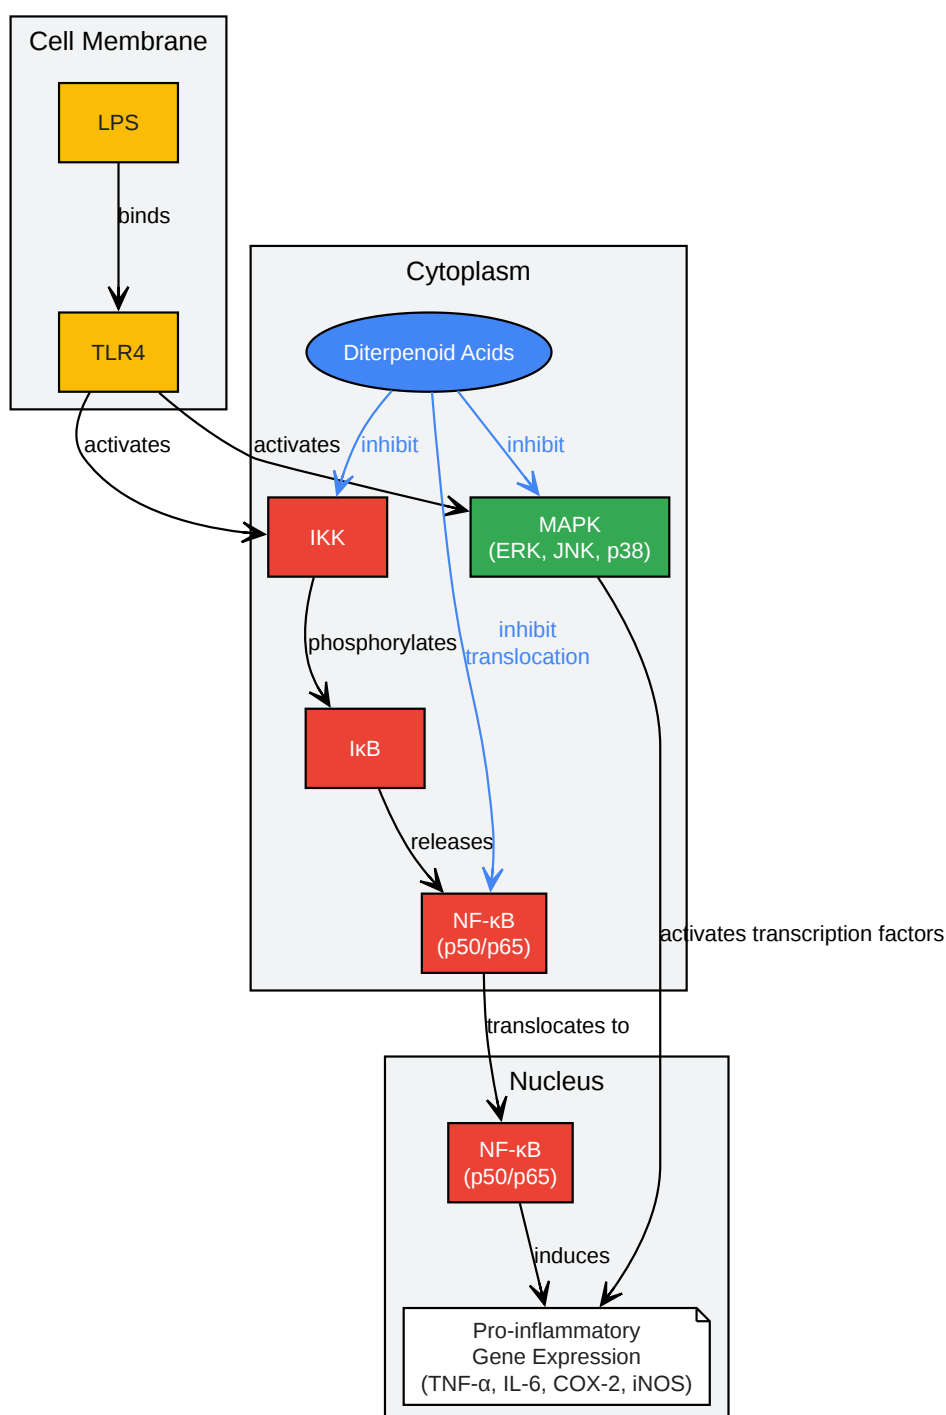 Cell Membrane
LPS
binds
TLR4
Cytoplasm
Diterpenoid Acids
activates
activates
inhibit
inhibit
IKK
MAPK
(ERK, JNK, p38)
phosphorylates
inhibit
translocation
IκB
releases
NF-κB
(p50/p65)
activates transcription factors
translocates to
Nucleus
NF-κB
(p50/p65)
induces
Pro-inflammatory
Gene Expression
(TNF-α, IL-6, COX-2, iNOS)